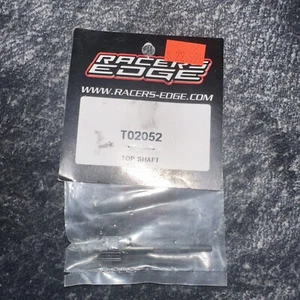 RACERS
EDGE
WWW.RACERS-EDGE.COM
T02052
TOP SHAFT